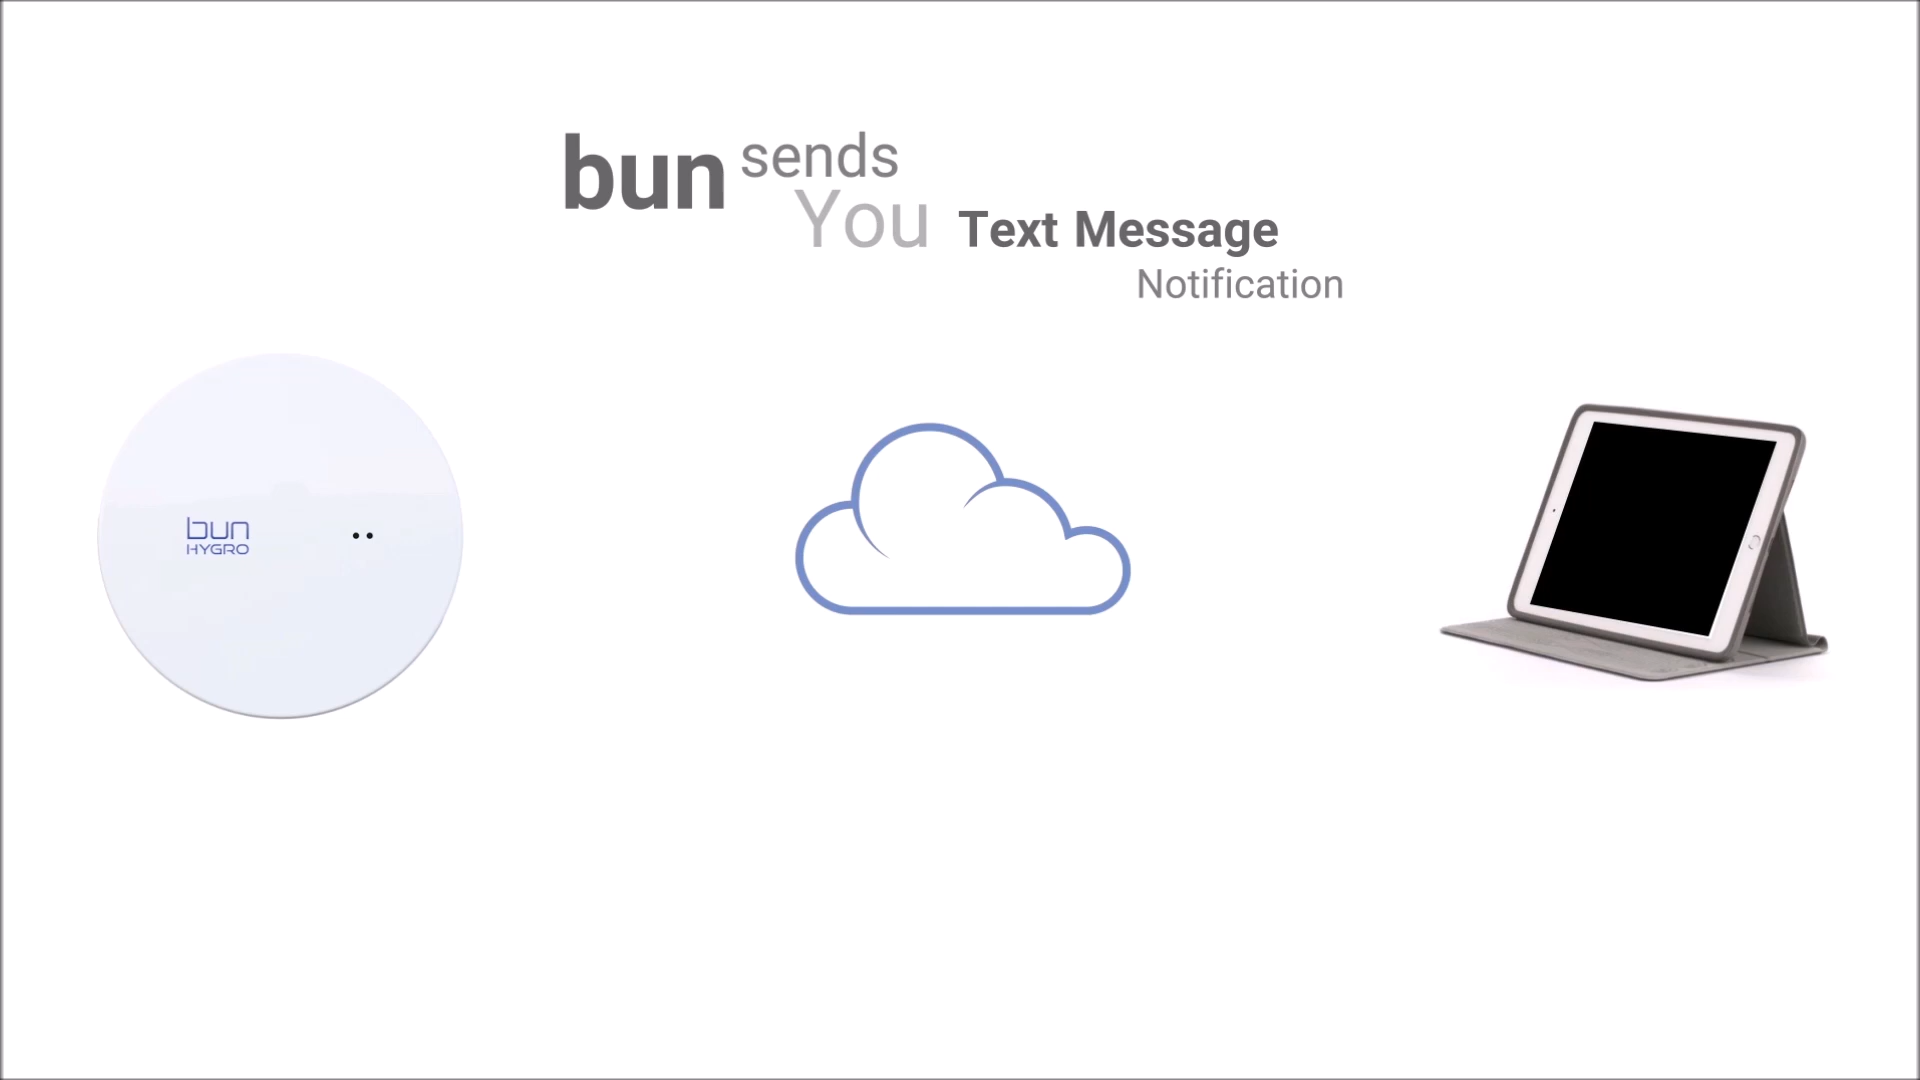 bun sends
You Text Message
Notification
bun
HYGRO